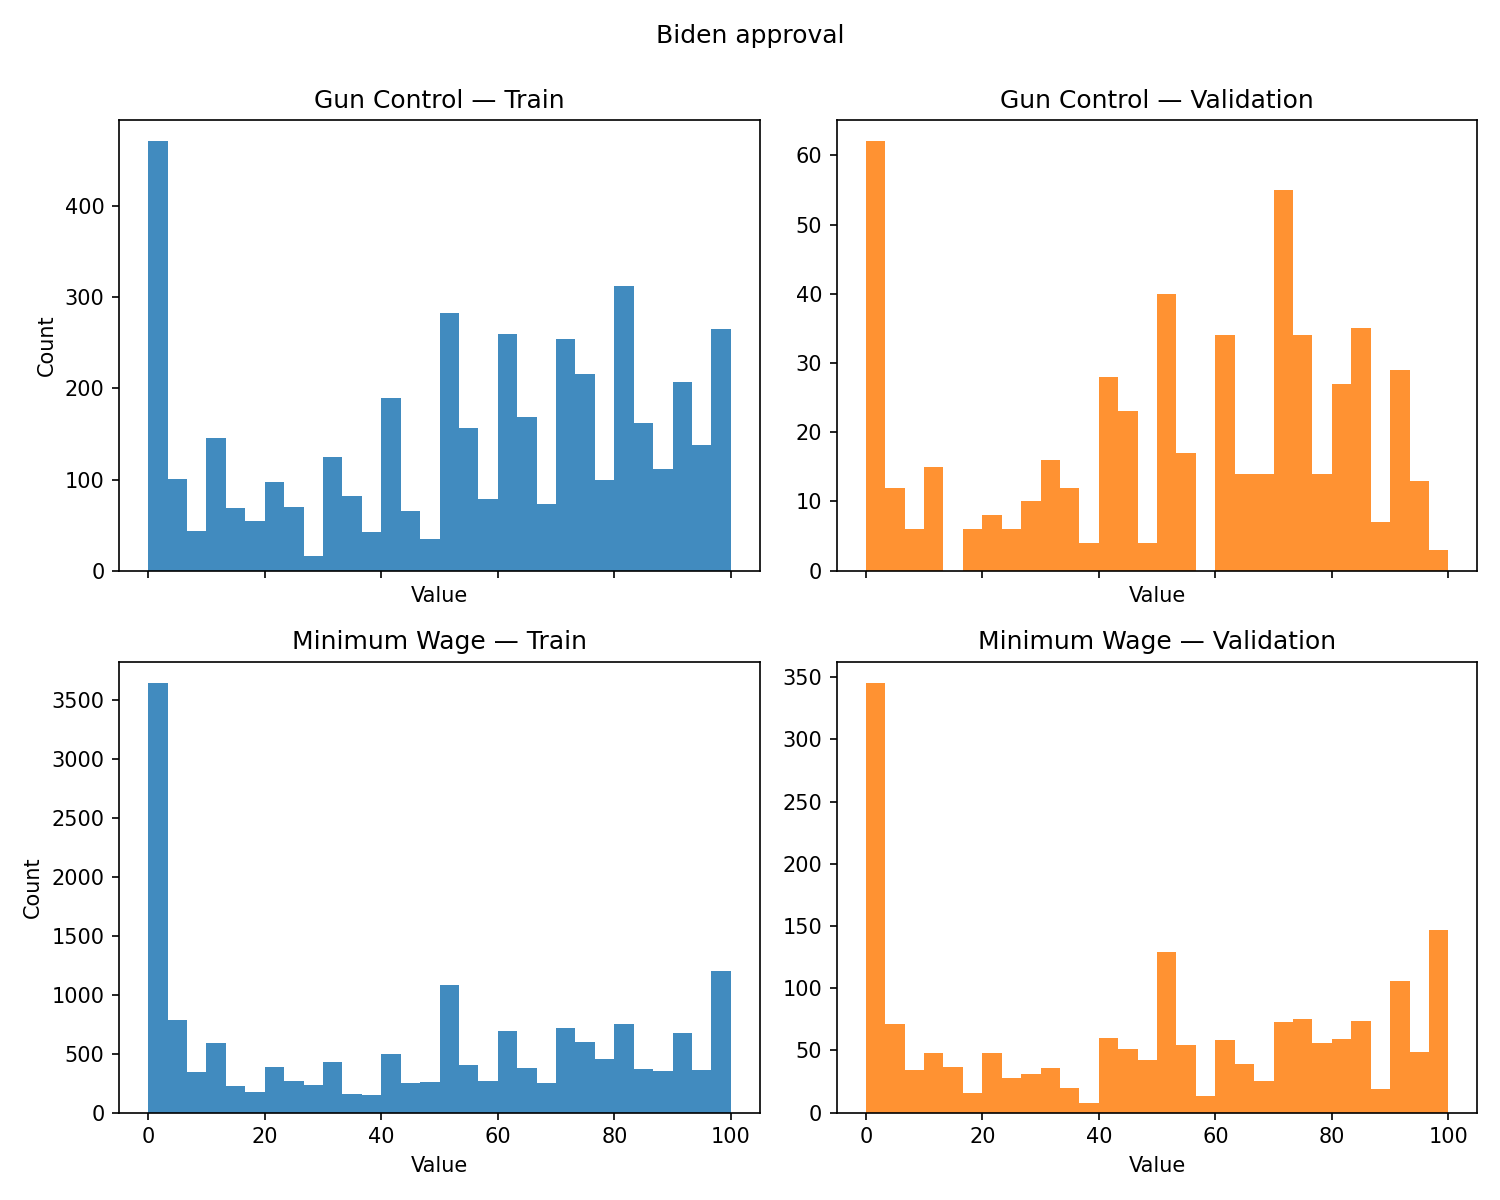 Biden approval
Gun Control — Train
Gun Control — Validation
400
300
200
100
0
Count
Value
60
50
40
30
20
10
0
Value
Minimum Wage — Train
Minimum Wage — Validation
3500
3000
2500
2000
1500
1000
500
0
Count
0 20 40 60 80 100
Value
350
300
250
200
150
100
50
0
0 20 40 60 80 100
Value